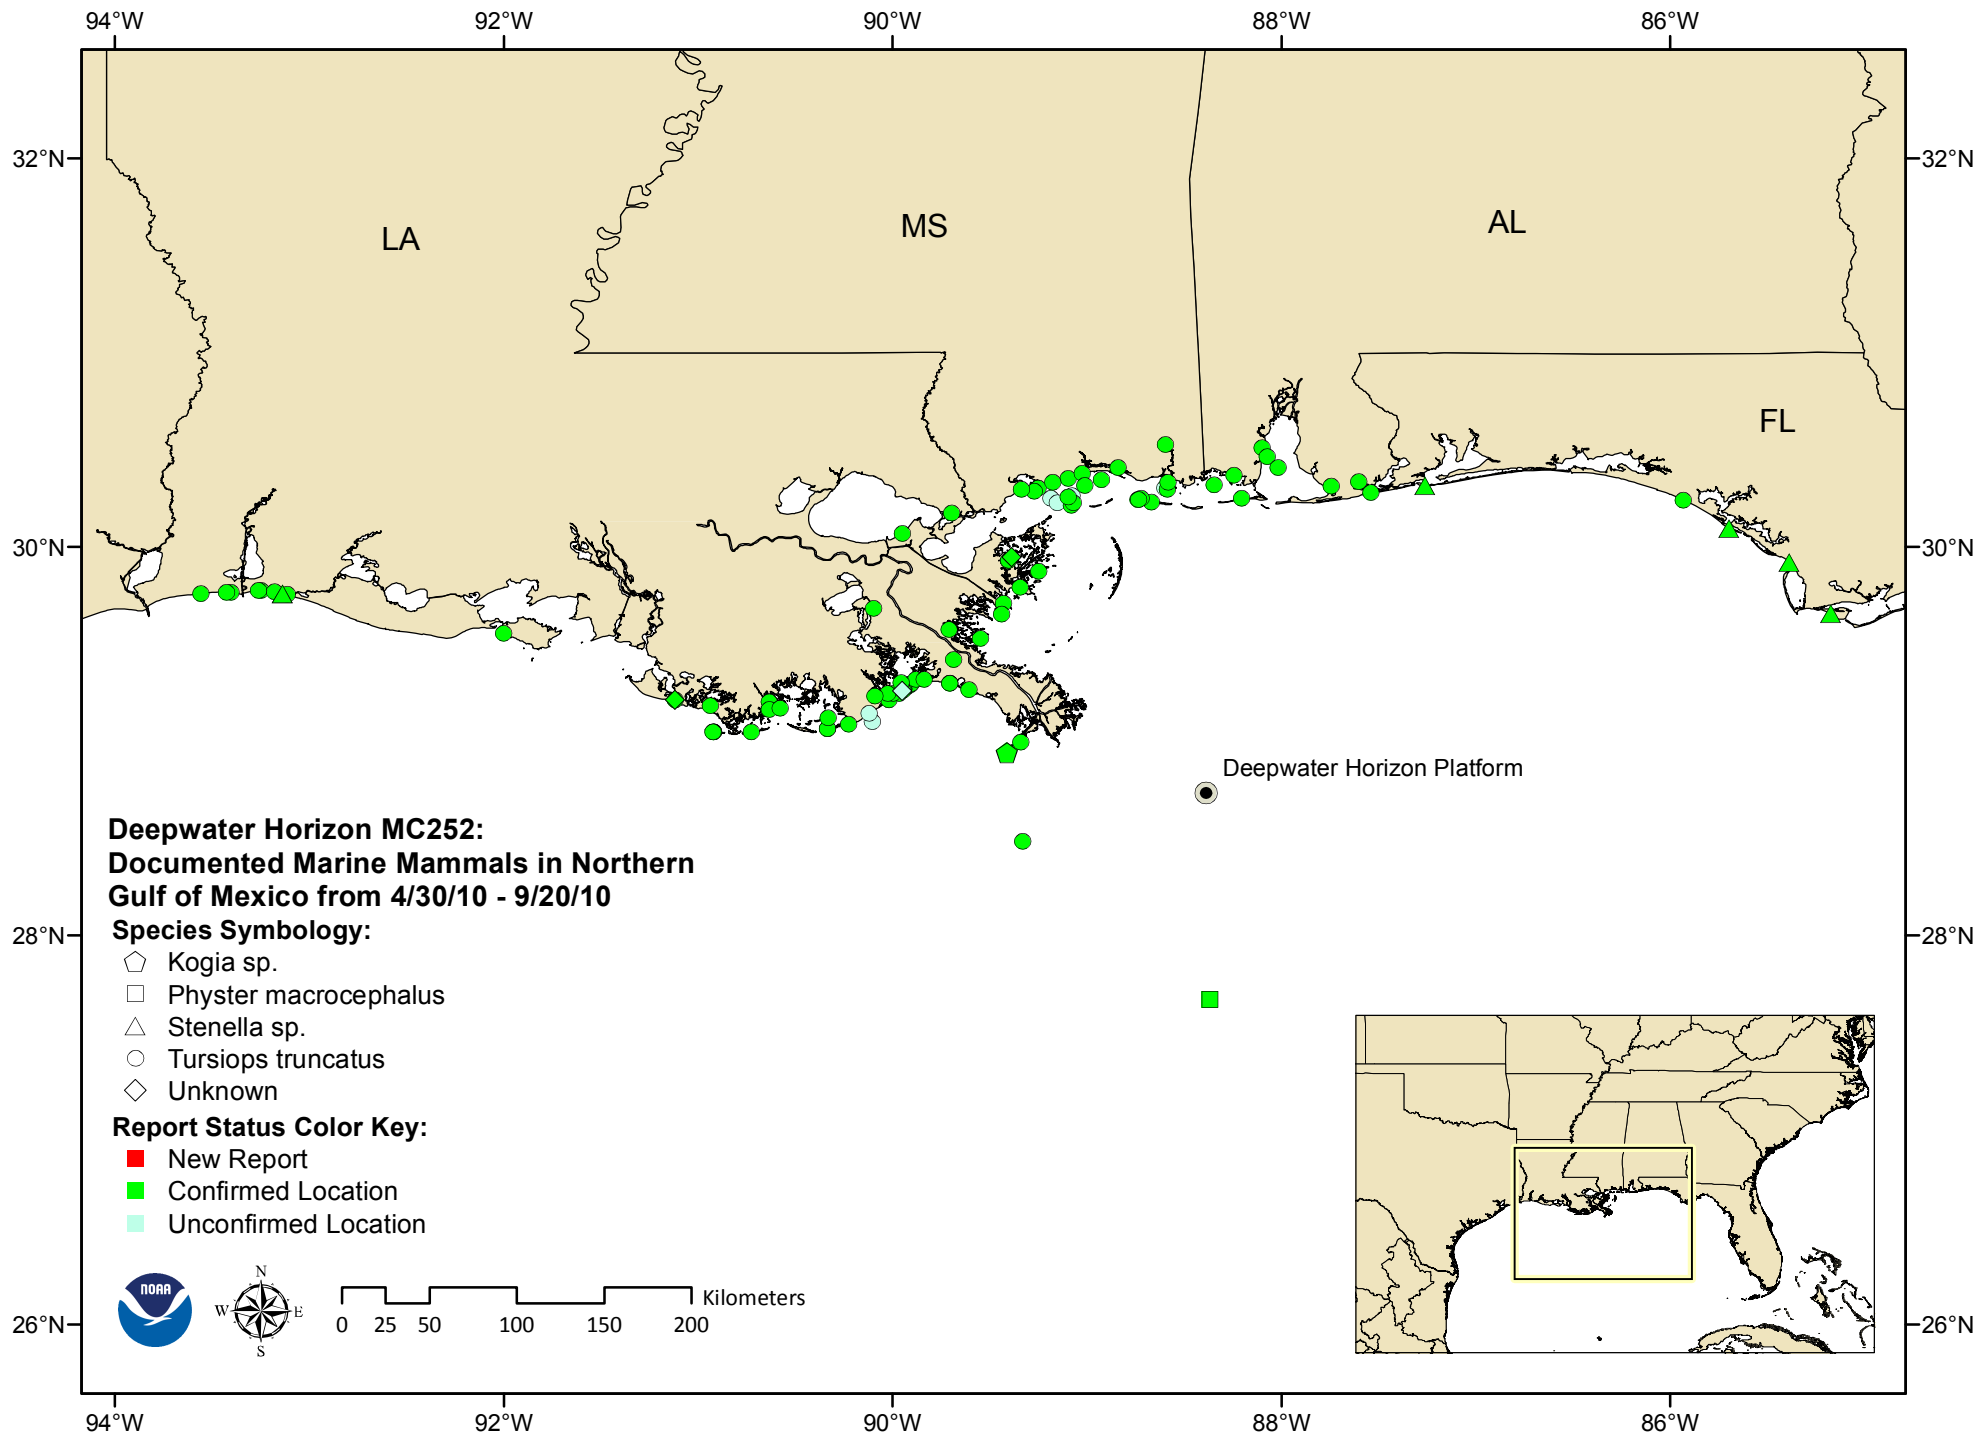 94°W 92°W 90°W 88°W 86°W
32°N 32°N
LA MS AL
FL
30°N 30°N
Deepwater Horizon Platform
Deepwater Horizon MC252:
Documented Marine Mammals in Northern
Gulf of Mexico from 4/30/10 - 9/20/10
Species Symbology:
28°N 28°N
Kogia sp.
Physter macrocephalus
Stenella sp.
Tursiops truncatus
Unknown
Report Status Color Key:
New Report
Confirmed Location
Unconfirmed Location
NOAA
N
W E
S
Kilometers
0 25 50 100 150 200
26°N 26°N
94°W 92°W 90°W 88°W 86°W